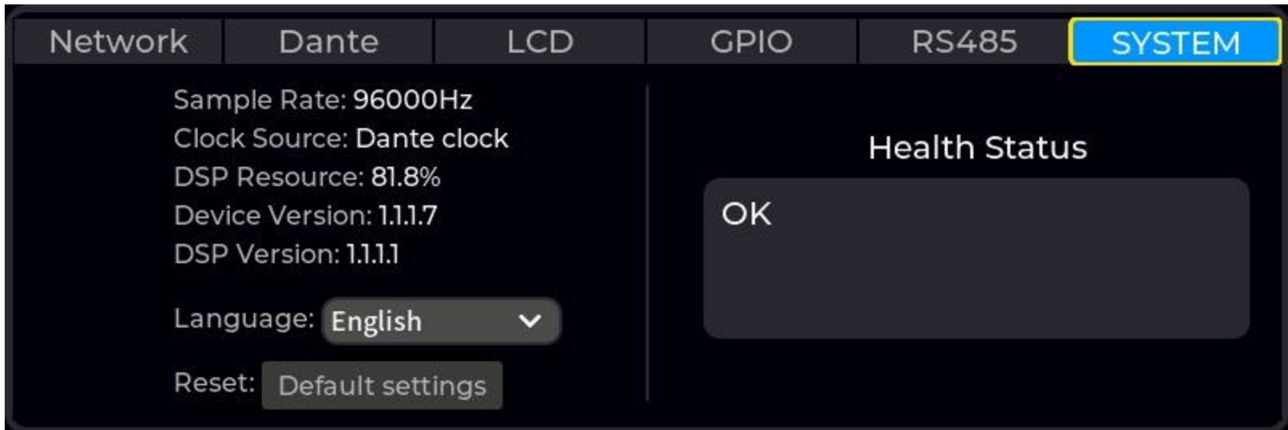 Network Dante LCD GPIO RS485 SYSTEM
Sample Rate: 96000Hz
Clock Source: Dante clock
DSP Resource: 81.8%
Device Version: 1.1.1.7
DSP Version: 1.1.1.1
Language: English
Reset: Default settings
Health Status
OK